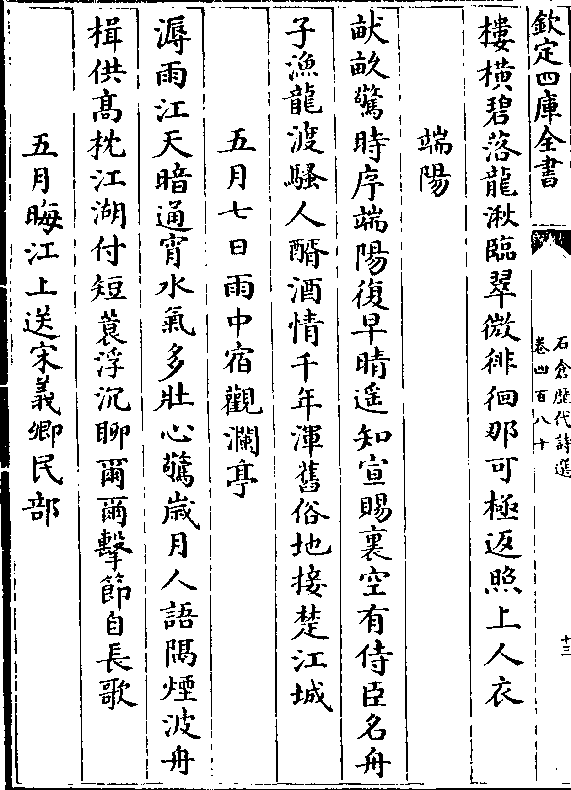 欽定四庫全書
石倉歷代詩選
卷四百八十
十三
樓橫碧落龍湫臨翠微徘徊那可極返照上人衣
端陽
畎畝驚時序端陽復早晴遥知宣賜裏空有侍臣名舟
子漁龍渡騷人醑酒情千年渾舊俗地接楚江城
五月七日雨中宿觀瀾亭
溽雨江天暗通宵水氣多壯心驚歲月人語隔煙波舟
楫供高枕江湖付短蓑浮沉聊爾爾擊節自長歌
五月晦江上送宋義卿民部